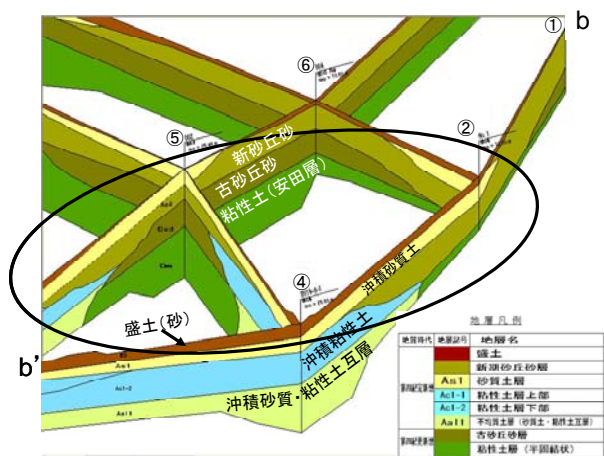 ① b
⑥
②
⑤
新砂丘砂
古砂丘砂
粘性土(安田層)
④
沖積砂質土
盛土(砂)
沖積粘性土
b’
沖積砂質・粘性土互層
As1
Ac1-2
As11
地層凡例
地質時代 地層記号 地層名
盛土
新期砂丘砂層
As1 砂質土層
Ac1-1 粘性土層上部
Ac1-2 粘性土層下部
As11 不均質土層(砂質土・粘性土互層)
古砂丘砂層
粘性土層(半固結状)